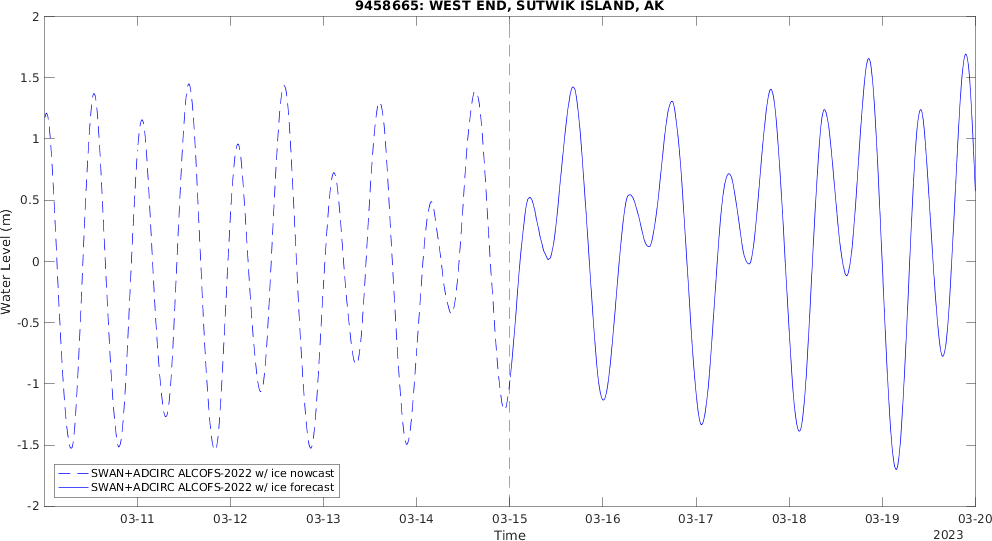 9458665: WEST END, SUTWIK ISLAND, AK
2
1.5
1
0.5
0
-0.5
-1
-1.5
-2
Water Level (m)
SWAN+ADCIRC ALCOFS-2022 w/ ice nowcast
SWAN+ADCIRC ALCOFS-2022 w/ ice forecast
03-11 03-12 03-13 03-14 03-15 03-16 03-17 03-18 03-19 03-20
Time
2023